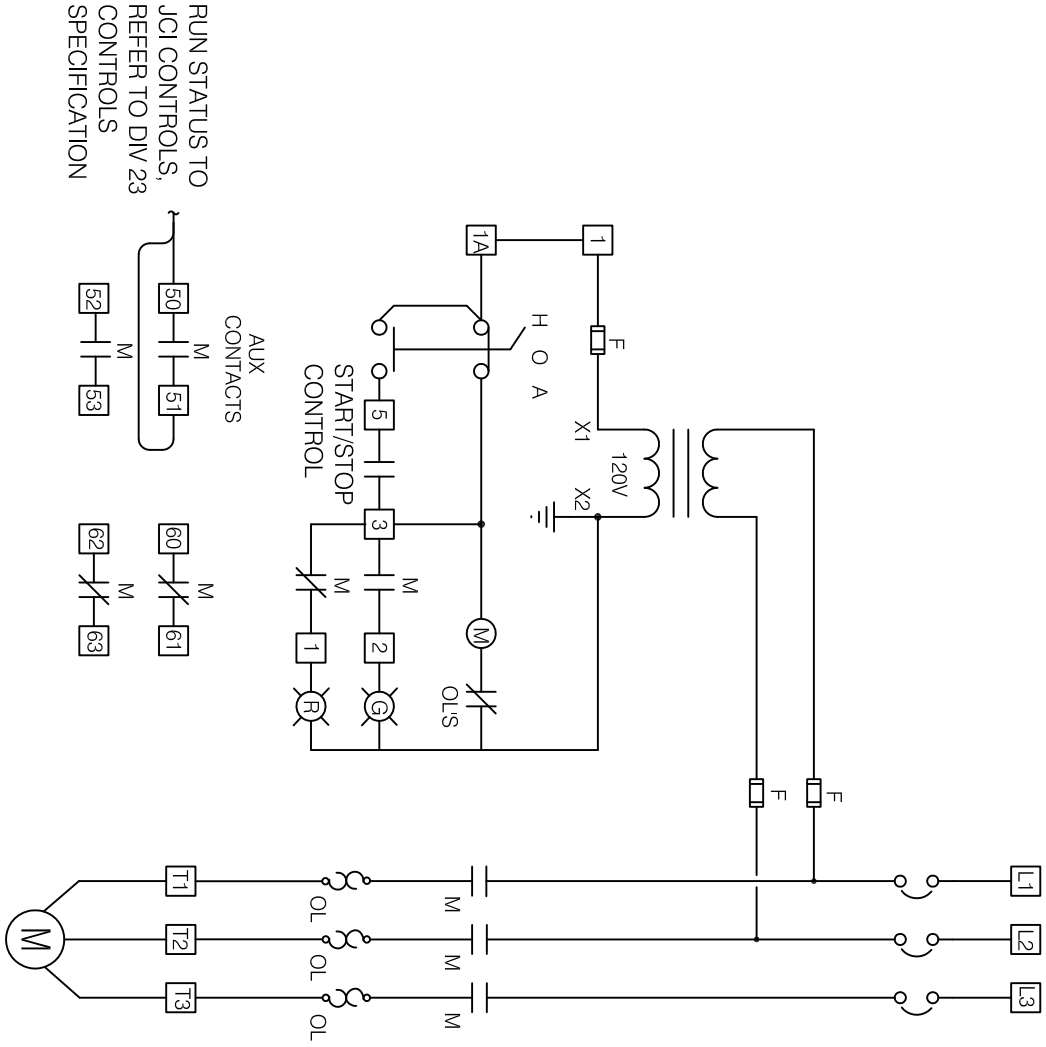 L1
L2
L3
F
F
M
M
M
OL
OL
OL
T1
T2
T3
M
X1
120V
X2
F
1
H O A
1A
M
OL'S
5
START/STOP
CONTROL
3
M
2
G
M
1
R
AUX
CONTACTS
50
M
51
52
M
53
60
M
61
62
M
63
RUN STATUS TO
JCI CONTROLS,
REFER TO DIV 23
CONTROLS
SPECIFICATION